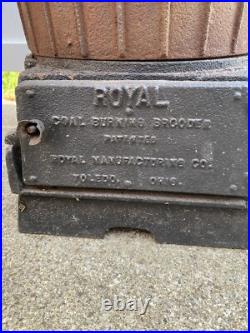 ROYAL
COAL BURNING BROODER
PATENTED
ROYAL MANUFACTURING CO.
TOLEDO, OHIO.